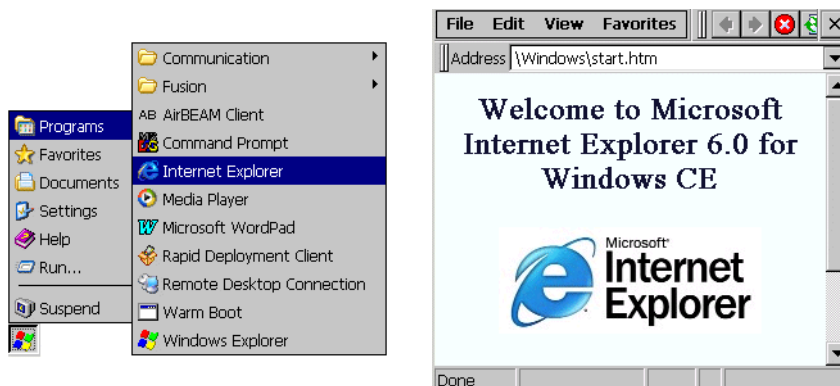 Programs
Favorites
Documents
Settings
Help
Run...
Suspend
Communication
Fusion
AB AirBEAM Client
Command Prompt
Internet Explorer
Media Player
Microsoft WordPad
Rapid Deployment Client
Remote Desktop Connection
Warm Boot
Windows Explorer
File Edit View Favorites
Address \Windows\start.htm
Welcome to Microsoft
Internet Explorer 6.0 for
Windows CE
Microsoft
Internet
Explorer
Done